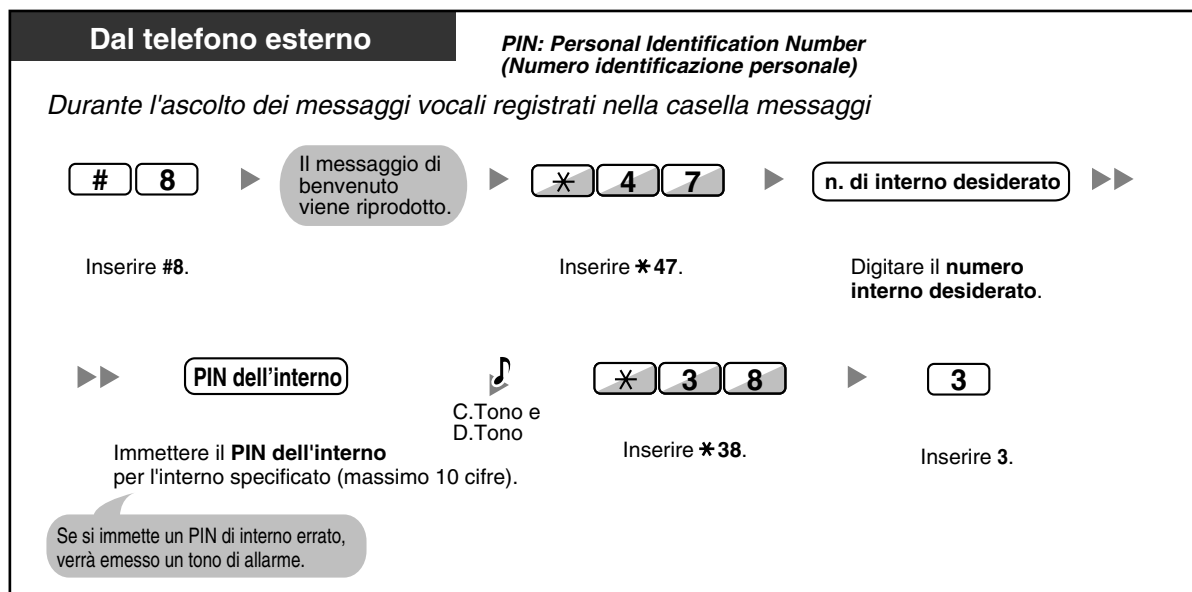 Dal telefono esterno
PIN: Personal Identification Number
(Numero identificazione personale)
Durante l'ascolto dei messaggi vocali registrati nella casella messaggi
# 8
Il messaggio di
benvenuto
viene riprodotto.
* 4 7
n. di interno desiderato
Inserire #8.
Inserire *47.
Digitare il numero
interno desiderato.
PIN dell'interno
C.Tono e
D.Tono
* 3 8
3
Immettere il PIN dell'interno
per l'interno specificato (massimo 10 cifre).
Inserire *38.
Inserire 3.
Se si immette un PIN di interno errato,
verrà emesso un tono di allarme.